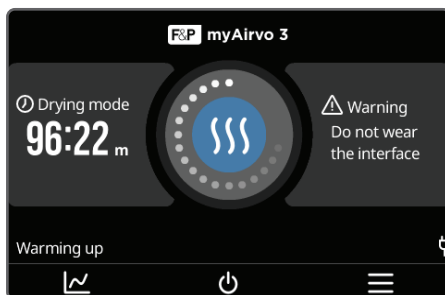 F&P myAirvo 3
Drying mode
96:22 m
Warning
Do not wear
the interface
Warming up